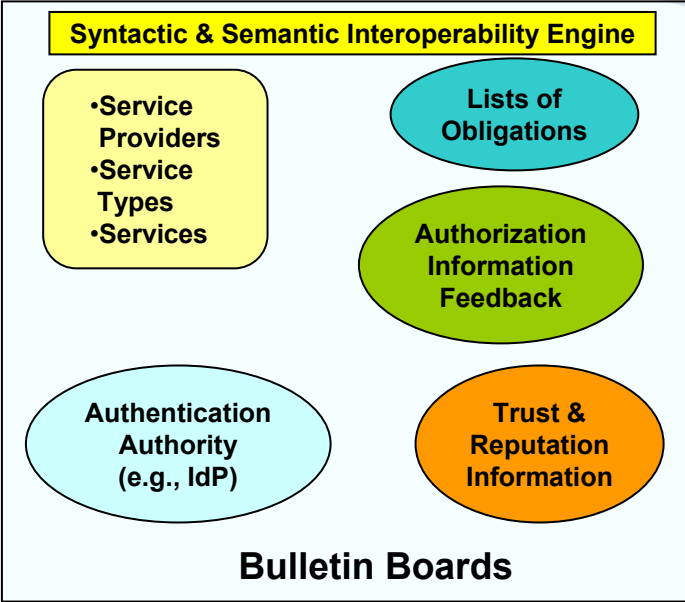 Syntactic & Semantic Interoperability Engine
•Service
Providers
•Service
Types
•Services
Lists of
Obligations
Authorization
Information
Feedback
Authentication
Authority
(e.g., IdP)
Trust &
Reputation
Information
Bulletin Boards